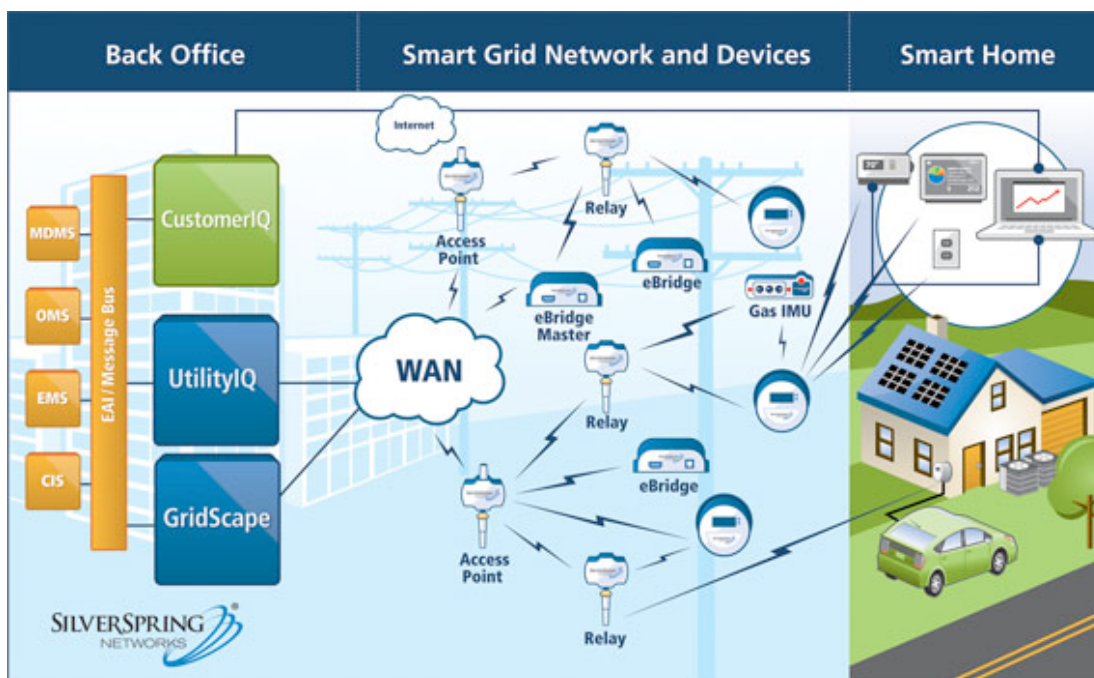 Back Office
Smart Grid Network and Devices
Smart Home
Internet
CustomerIQ
MDMS
OMS
EMS
CIS
EAI / Message Bus
UtilityIQ
GridScape
Access
Point
Relay
eBridge
eBridge
Master
Gas IMU
WAN
Relay
eBridge
Access
Point
Relay
70°
SILVERSPRING®
NETWORKS